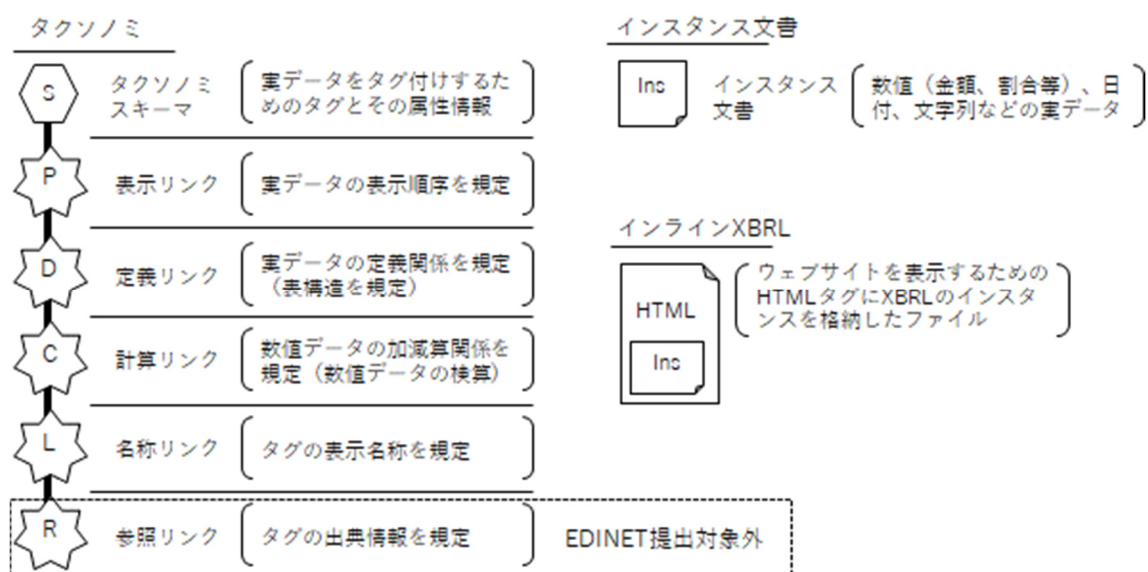 タクソノミ
S
タクソノミ
スキーマ
実データをタグ付けするた
めのタグとその属性情報
P
表示リンク
実データの表示順序を規定
D
定義リンク
実データの定義関係を規定
（表構造を規定）
C
計算リンク
数値データの加減算関係を
規定（数値データの検算）
L
名称リンク
タグの表示名称を規定
R
参照リンク
タグの出典情報を規定
EDINET提出対象外
インスタンス文書
Ins
インスタンス
文書
数値（金額、割合等）、日
付、文字列などの実データ
インラインXBRL
HTML
Ins
ウェブサイトを表示するための
HTMLタグにXBRLのインスタ
ンスを格納したファイル